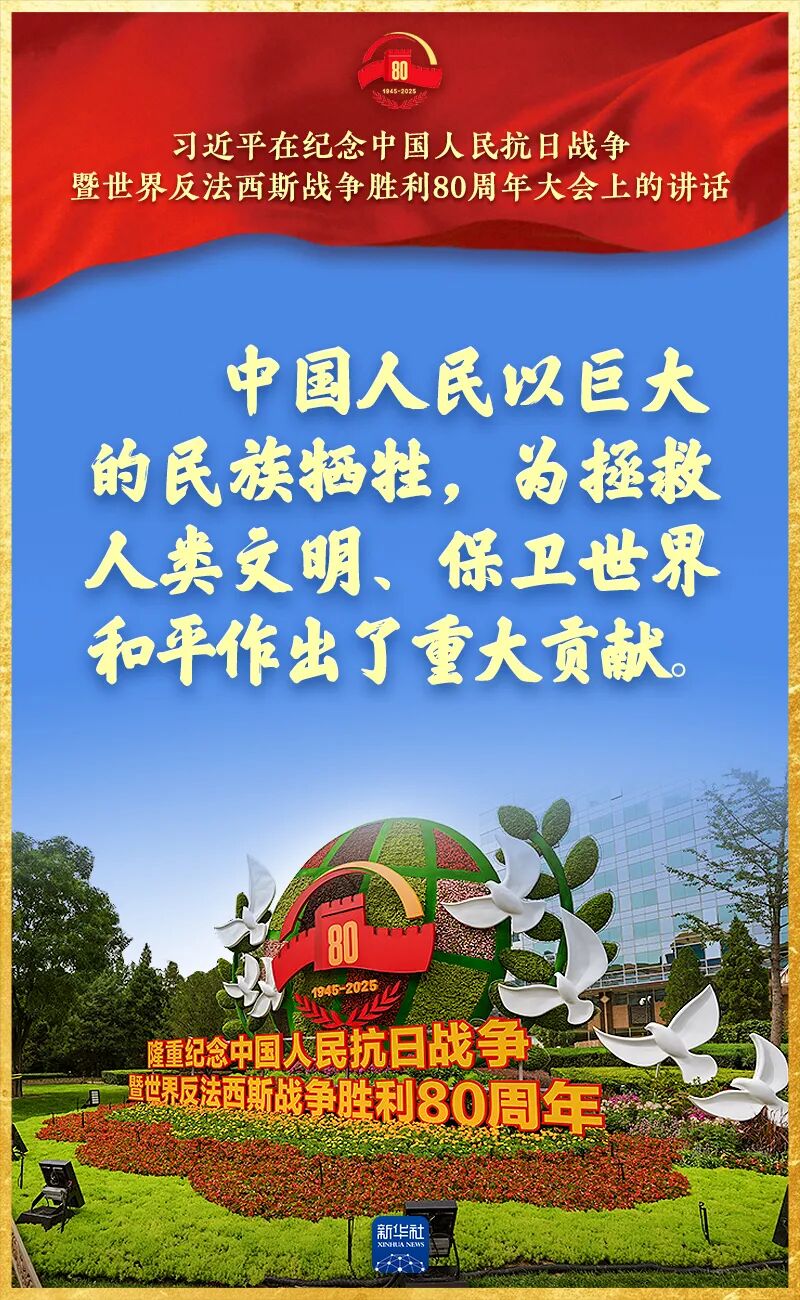 80
1945-2025
习近平在纪念中国人民抗日战争
暨世界反法西斯战争胜利80周年大会上的讲话
中国人民以巨大
的民族牺牲，为拯救
人类文明、保卫世界
和平作出了重大贡献。
80
1945-2025
隆重纪念中国人民抗日战争
暨世界反法西斯战争胜利80周年
新华社
XINHUA NEWS